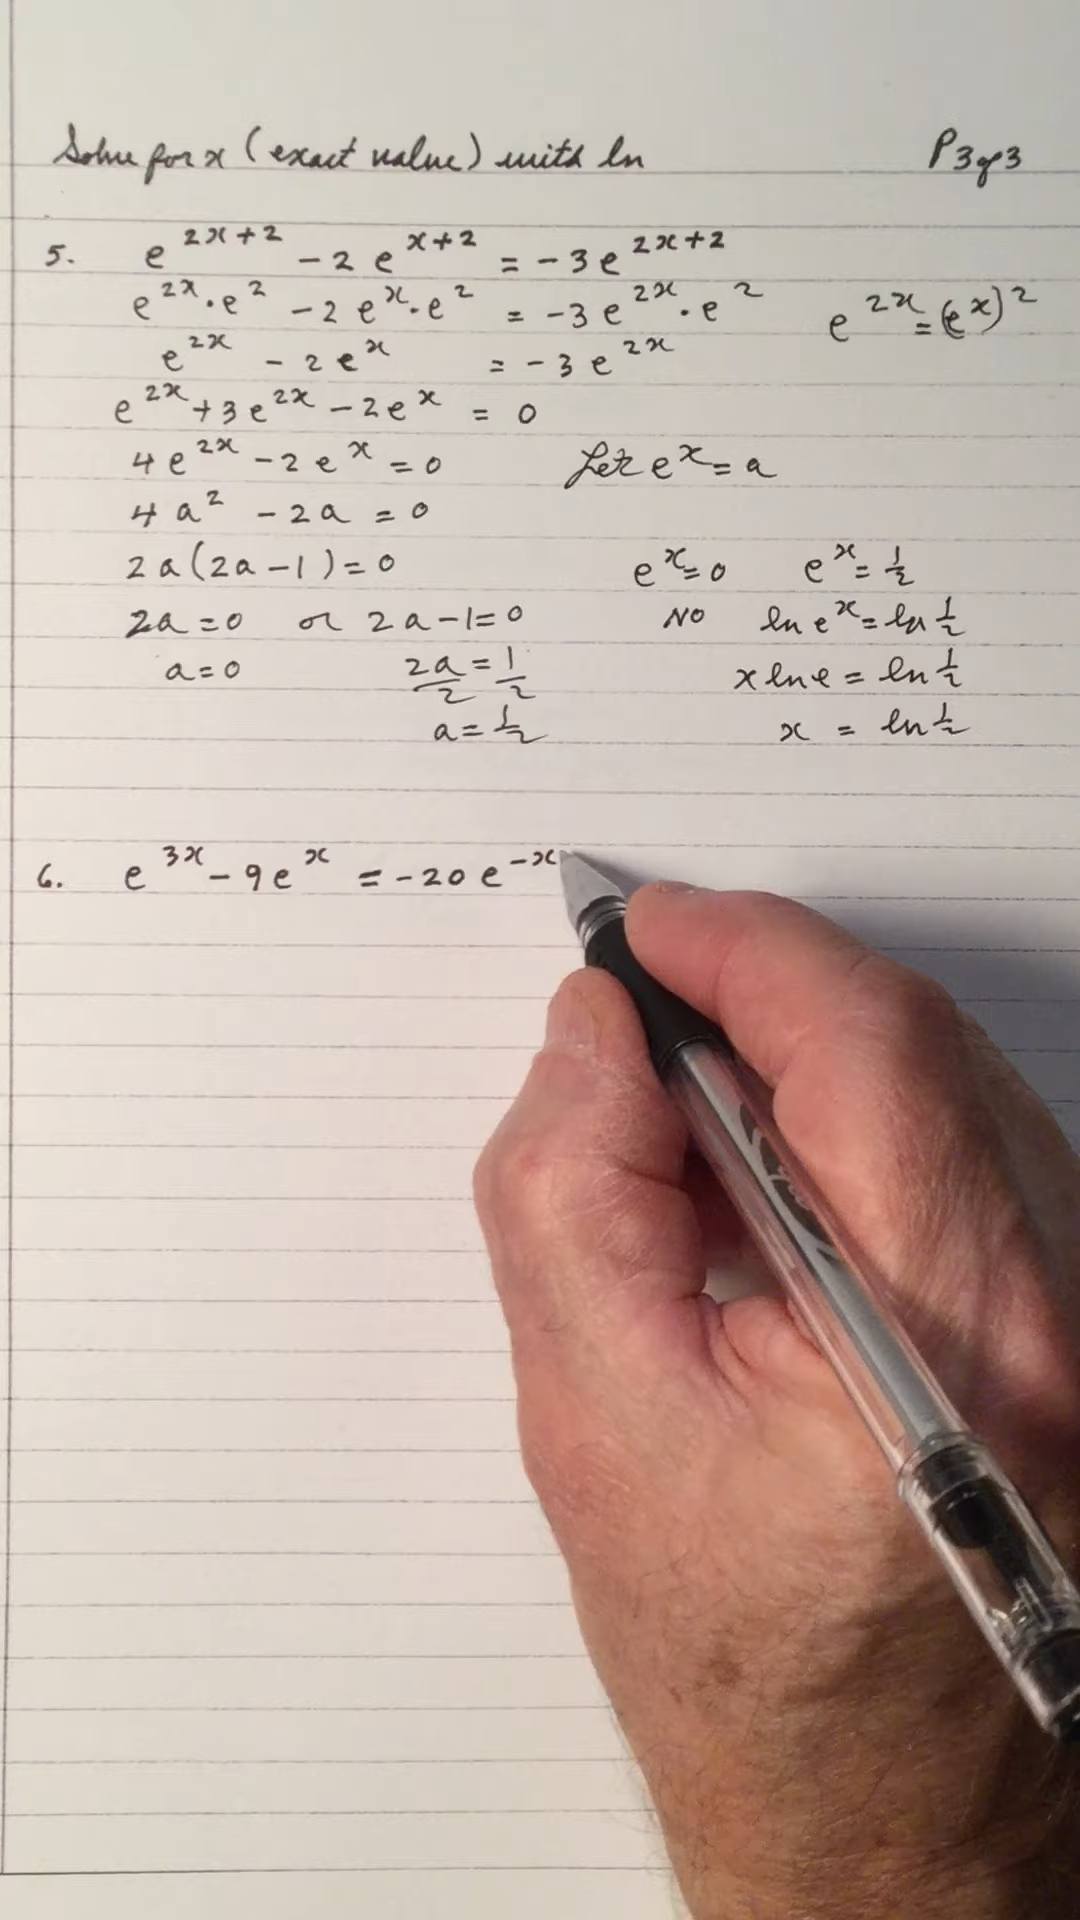 Solve for x (exact value) with ln P 3 of 3
5. e^{2x+2} - 2e^{x+2} = -3e^{2x+2}
e^{2x}·e^2 - 2e^x·e^2 = -3e^{2x}·e^2 e^{2x}=(e^x)^2
e^{2x} - 2e^x = -3e^{2x}
e^{2x}+3e^{2x}-2e^x = 0
4e^{2x}-2e^x=0 Let e^x=a
4a^2 - 2a = 0
2a(2a-1)=0 e^x=0 e^x=1/2
2a=0 or 2a-1=0 NO ln e^x=ln 1/2
a=0 2a/2=1/2 x ln e = ln 1/2
a=1/2 x = ln 1/2
6. e^{3x}-9e^x = -20e^{-x}